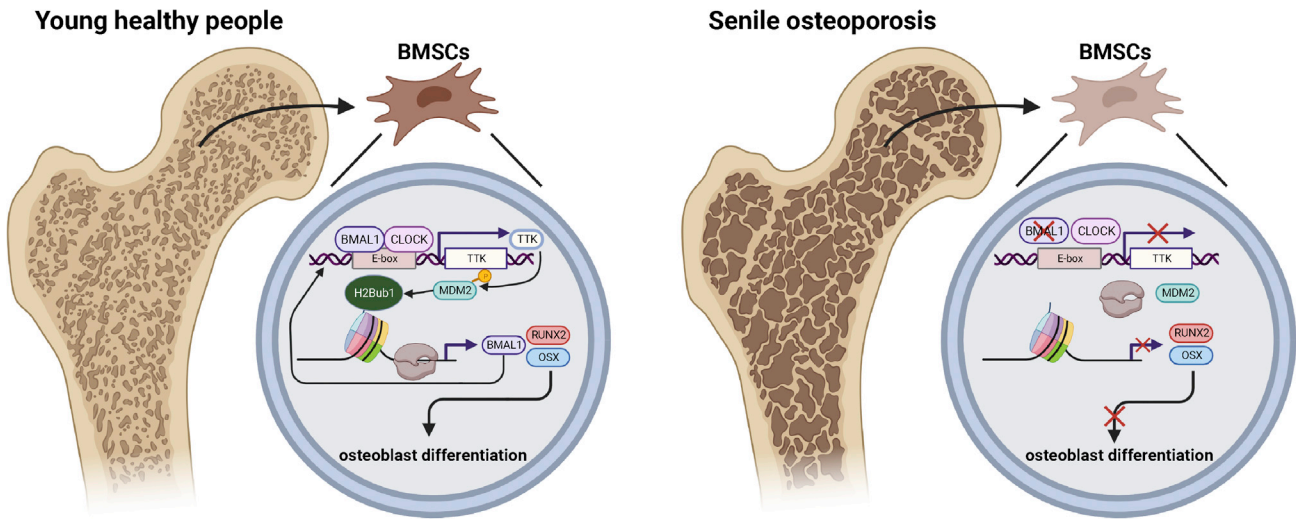 Young healthy people
BMSCs
BMAL1 CLOCK TTK
E-box TTK
P
H2Bub1 MDM2
BMAL1 RUNX2
OSX
osteoblast differentiation
Senile osteoporosis
BMSCs
BMAL1 CLOCK
E-box TTK
MDM2
RUNX2
OSX
osteoblast differentiation